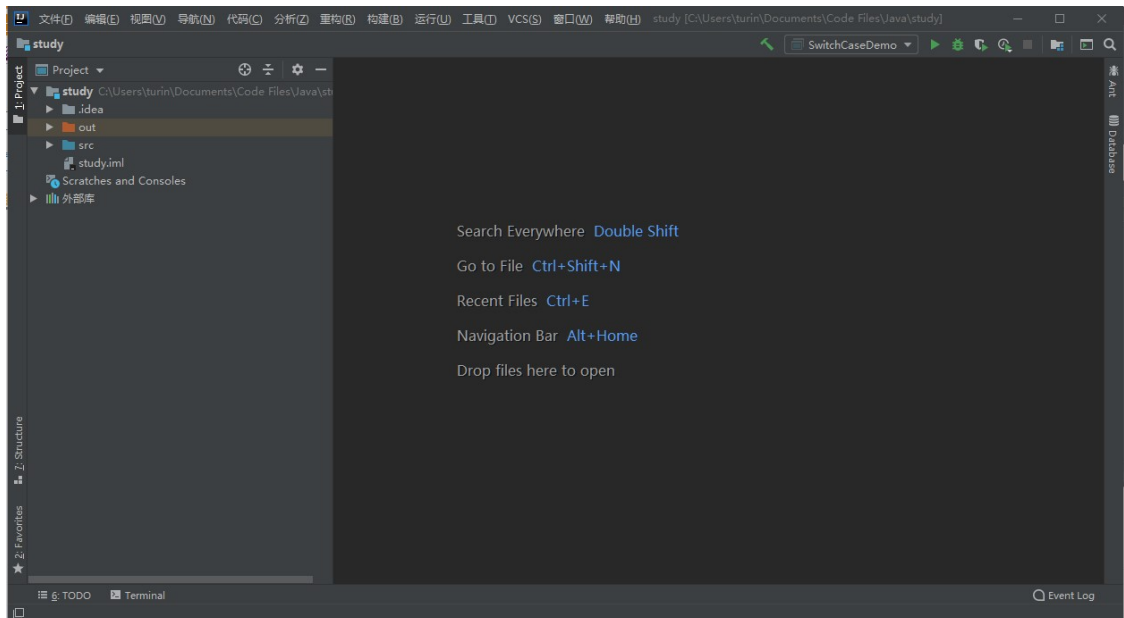 文件(F) 编辑(E) 视图(V) 导航(N) 代码(C) 分析(Z) 重构(R) 构建(B) 运行(U) 工具(T) VCS(S) 窗口(W) 帮助(H) study [C:\Users\turin\Documents\Code Files\Java\study]
study
SwitchCaseDemo
Project
study C:\Users\turin\Documents\Code Files\Java\st
.idea
out
src
study.iml
Scratches and Consoles
外部库
1: Project
7: Structure
2: Favorites
Search Everywhere Double Shift
Go to File Ctrl+Shift+N
Recent Files Ctrl+E
Navigation Bar Alt+Home
Drop files here to open
Ant
Database
6: TODO Terminal
Event Log